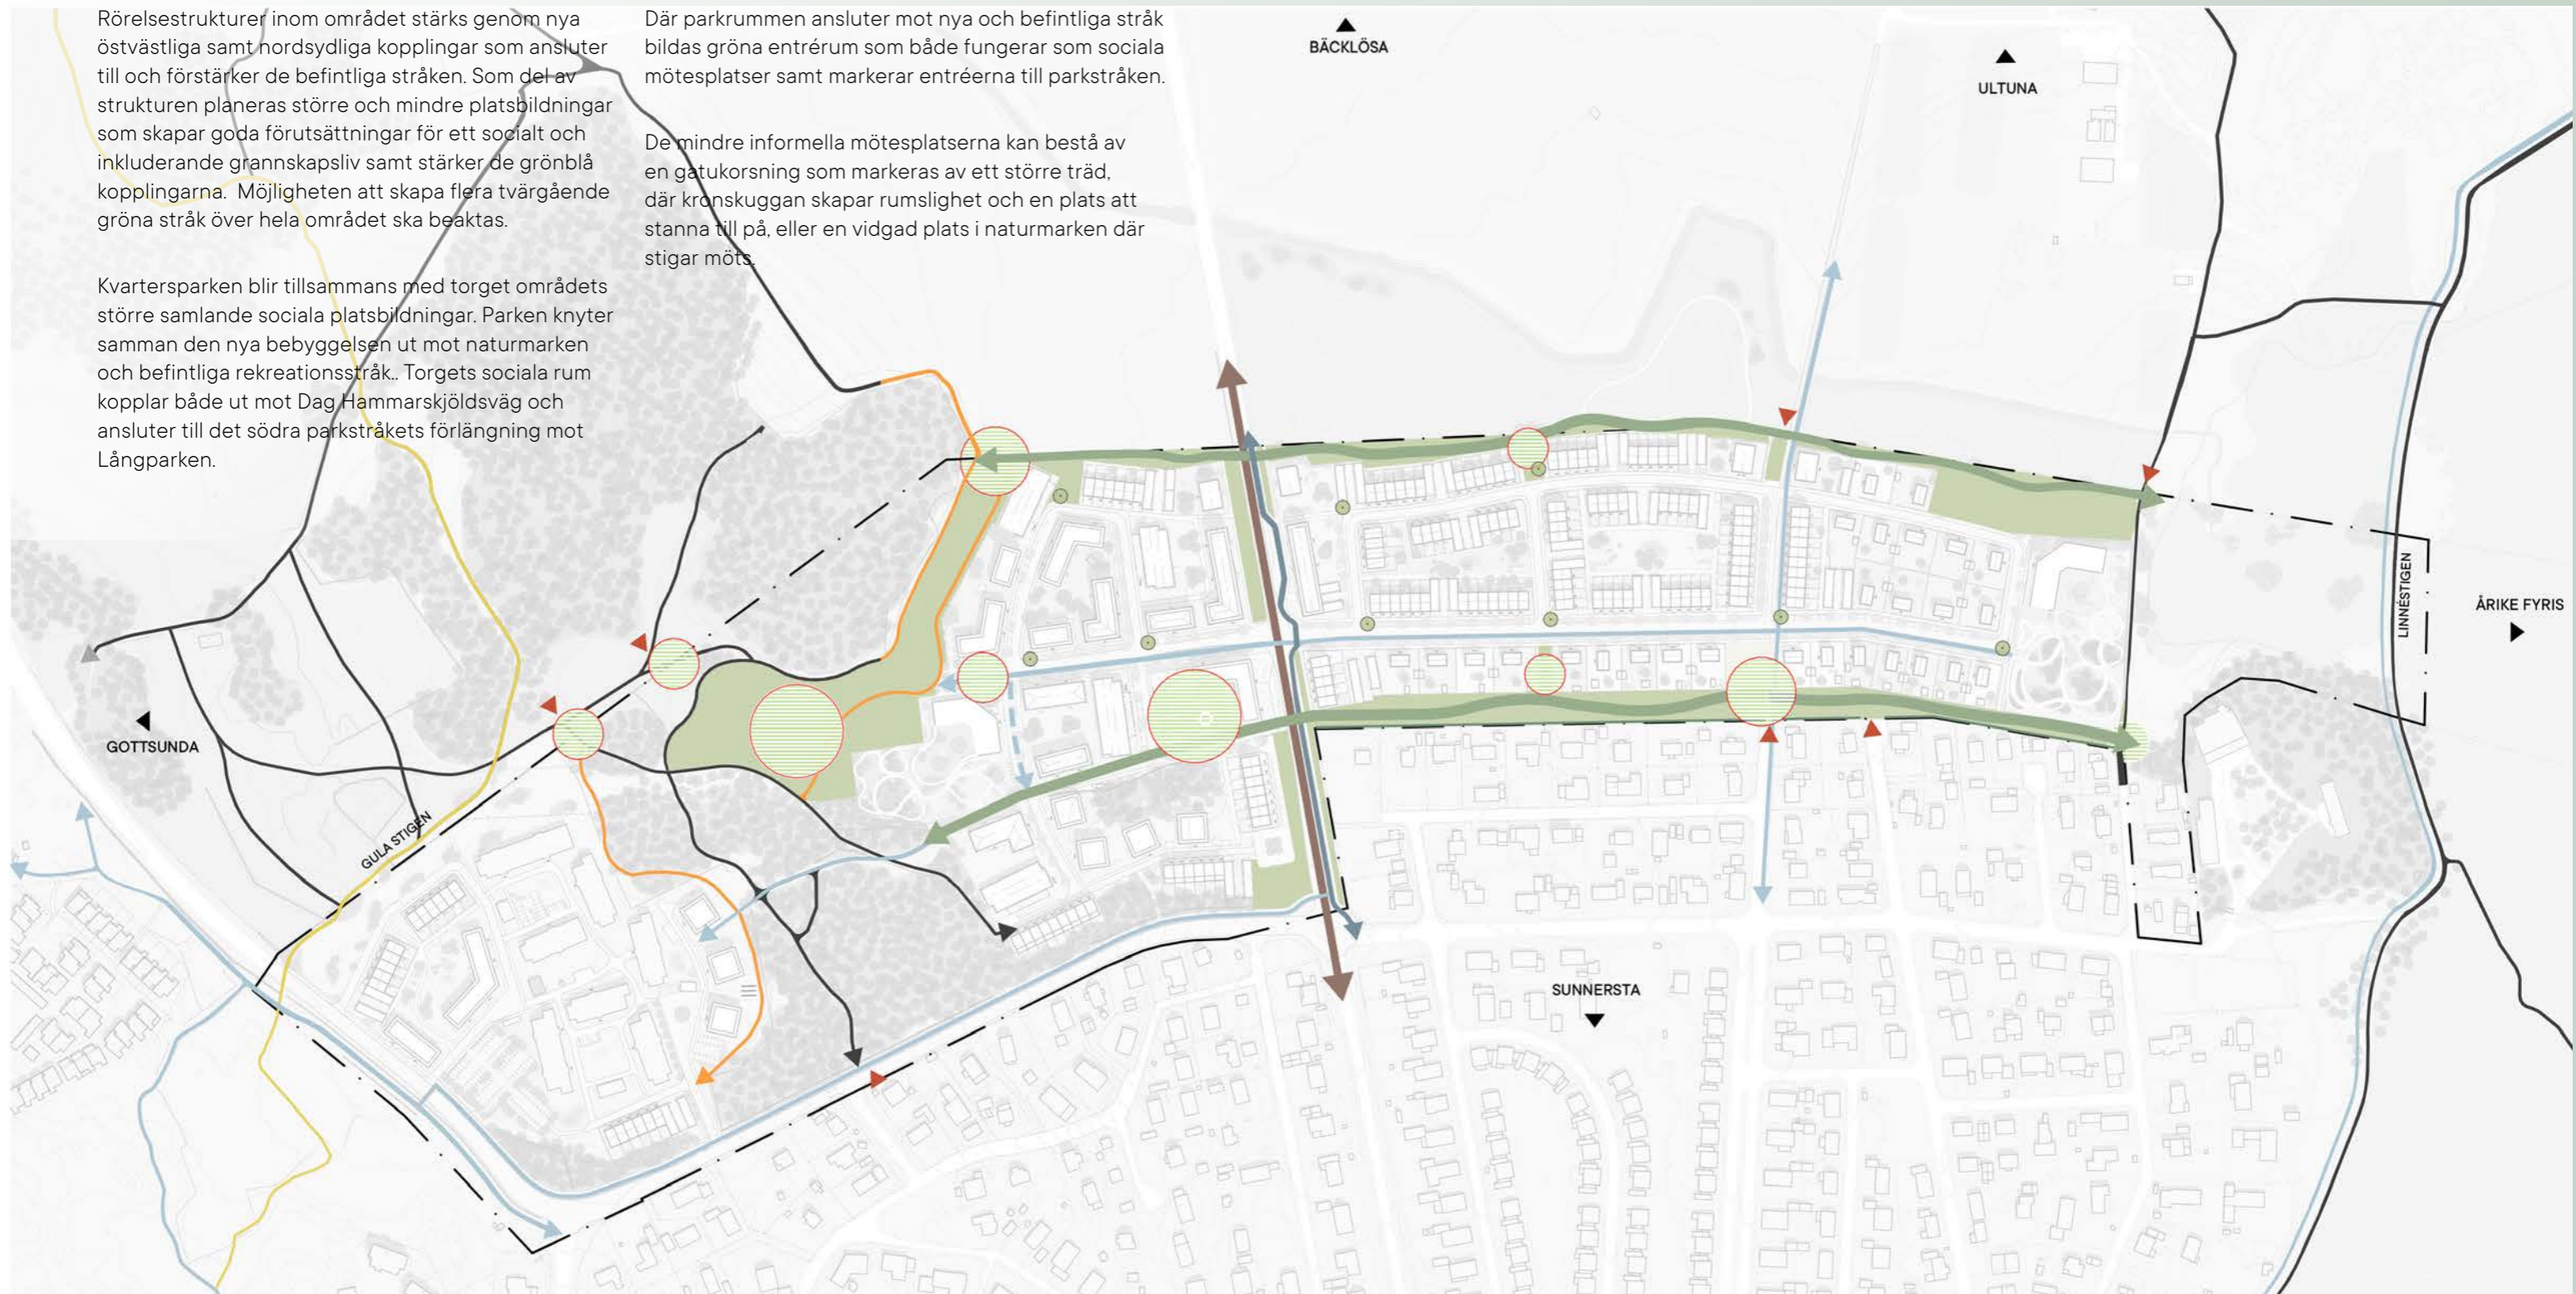 Rörelsestrukturer inom området stärks genom nya
östvästliga samt nordsydliga kopplingar som ansluter
till och förstärker de befintliga stråken. Som del av
strukturen planeras större och mindre platsbildningar
som skapar goda förutsättningar för ett socialt och
inkluderande grannskapsliv samt stärker de grönblå
kopplingarna. Möjligheten att skapa flera tvärgående
gröna stråk över hela området ska beaktas.
Kvartersparken blir tillsammans med torget områdets
större samlande sociala platsbildningar. Parken knyter
samman den nya bebyggelsen ut mot naturmarken
och befintliga rekreationsstråk.. Torgets sociala rum
kopplar både ut mot Dag Hammarskjöldsväg och
ansluter till det södra parkstråkets förlängning mot
Långparken.
Där parkrummen ansluter mot nya och befintliga stråk
bildas gröna entrérum som både fungerar som sociala
mötesplatser samt markerar entréerna till parkstråken.
De mindre informella mötesplatserna kan bestå av
en gatukorsning som markeras av ett större träd,
där kronskuggan skapar rumslighet och en plats att
stanna till på, eller en vidgad plats i naturmarken där
stigar möts.
BÄCKLÖSA
ULTUNA
LINNÉSTIGEN
ÅRIKE FYRIS
GOTTSUNDA
GULA STIGEN
SUNNERSTA